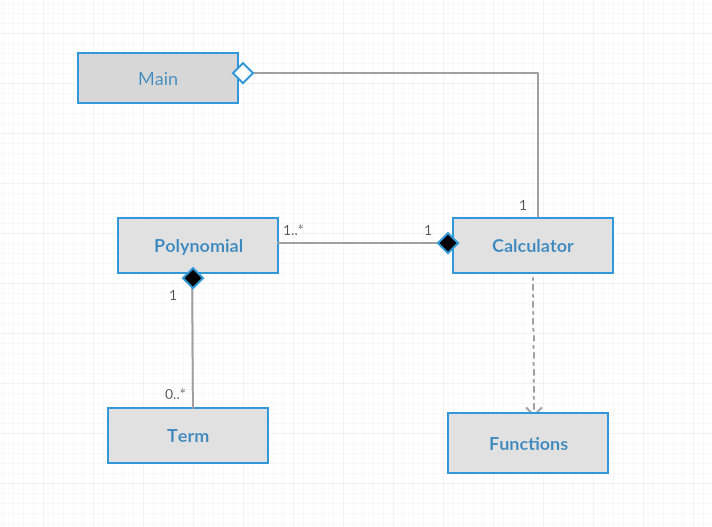 Main
1
Polynomial
1..*
1
Calculator
1
0..*
Term
Functions